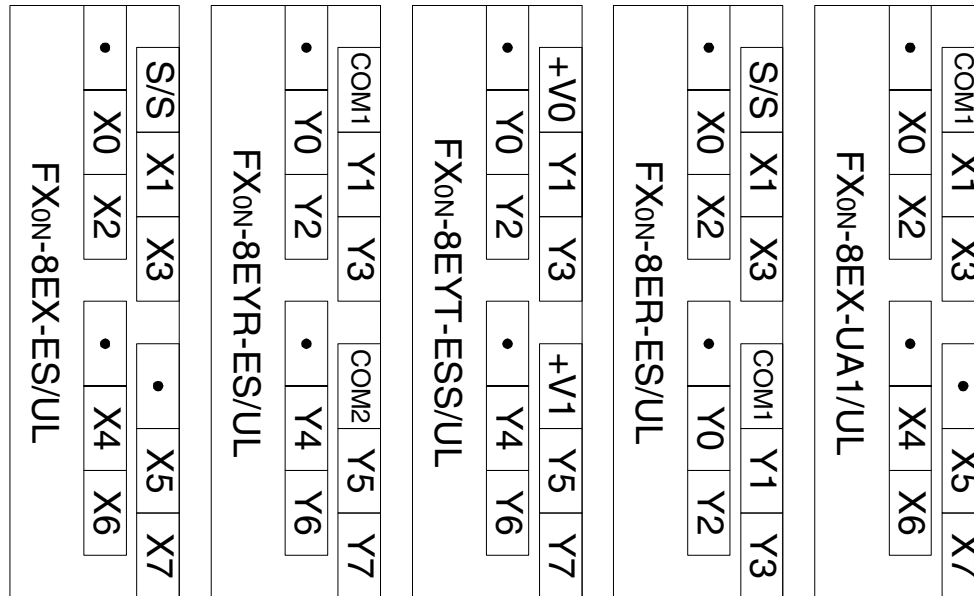 S/S X1 X3 • X5 X7
• X0 X2 • X4 X6
FX0N-8EX-ES/UL
COM1 Y1 Y3 COM2 Y5 Y7
• Y0 Y2 • Y4 Y6
FX0N-8EYR-ES/UL
+V0 Y1 Y3 +V1 Y5 Y7
• Y0 Y2 • Y4 Y6
FX0N-8EYT-ESS/UL
S/S X1 X3 COM1 Y1 Y3
• X0 X2 • Y0 Y2
FX0N-8ER-ES/UL
COM1 X1 X3 • X5 X7
• X0 X2 • X4 X6
FX0N-8EX-UA1/UL